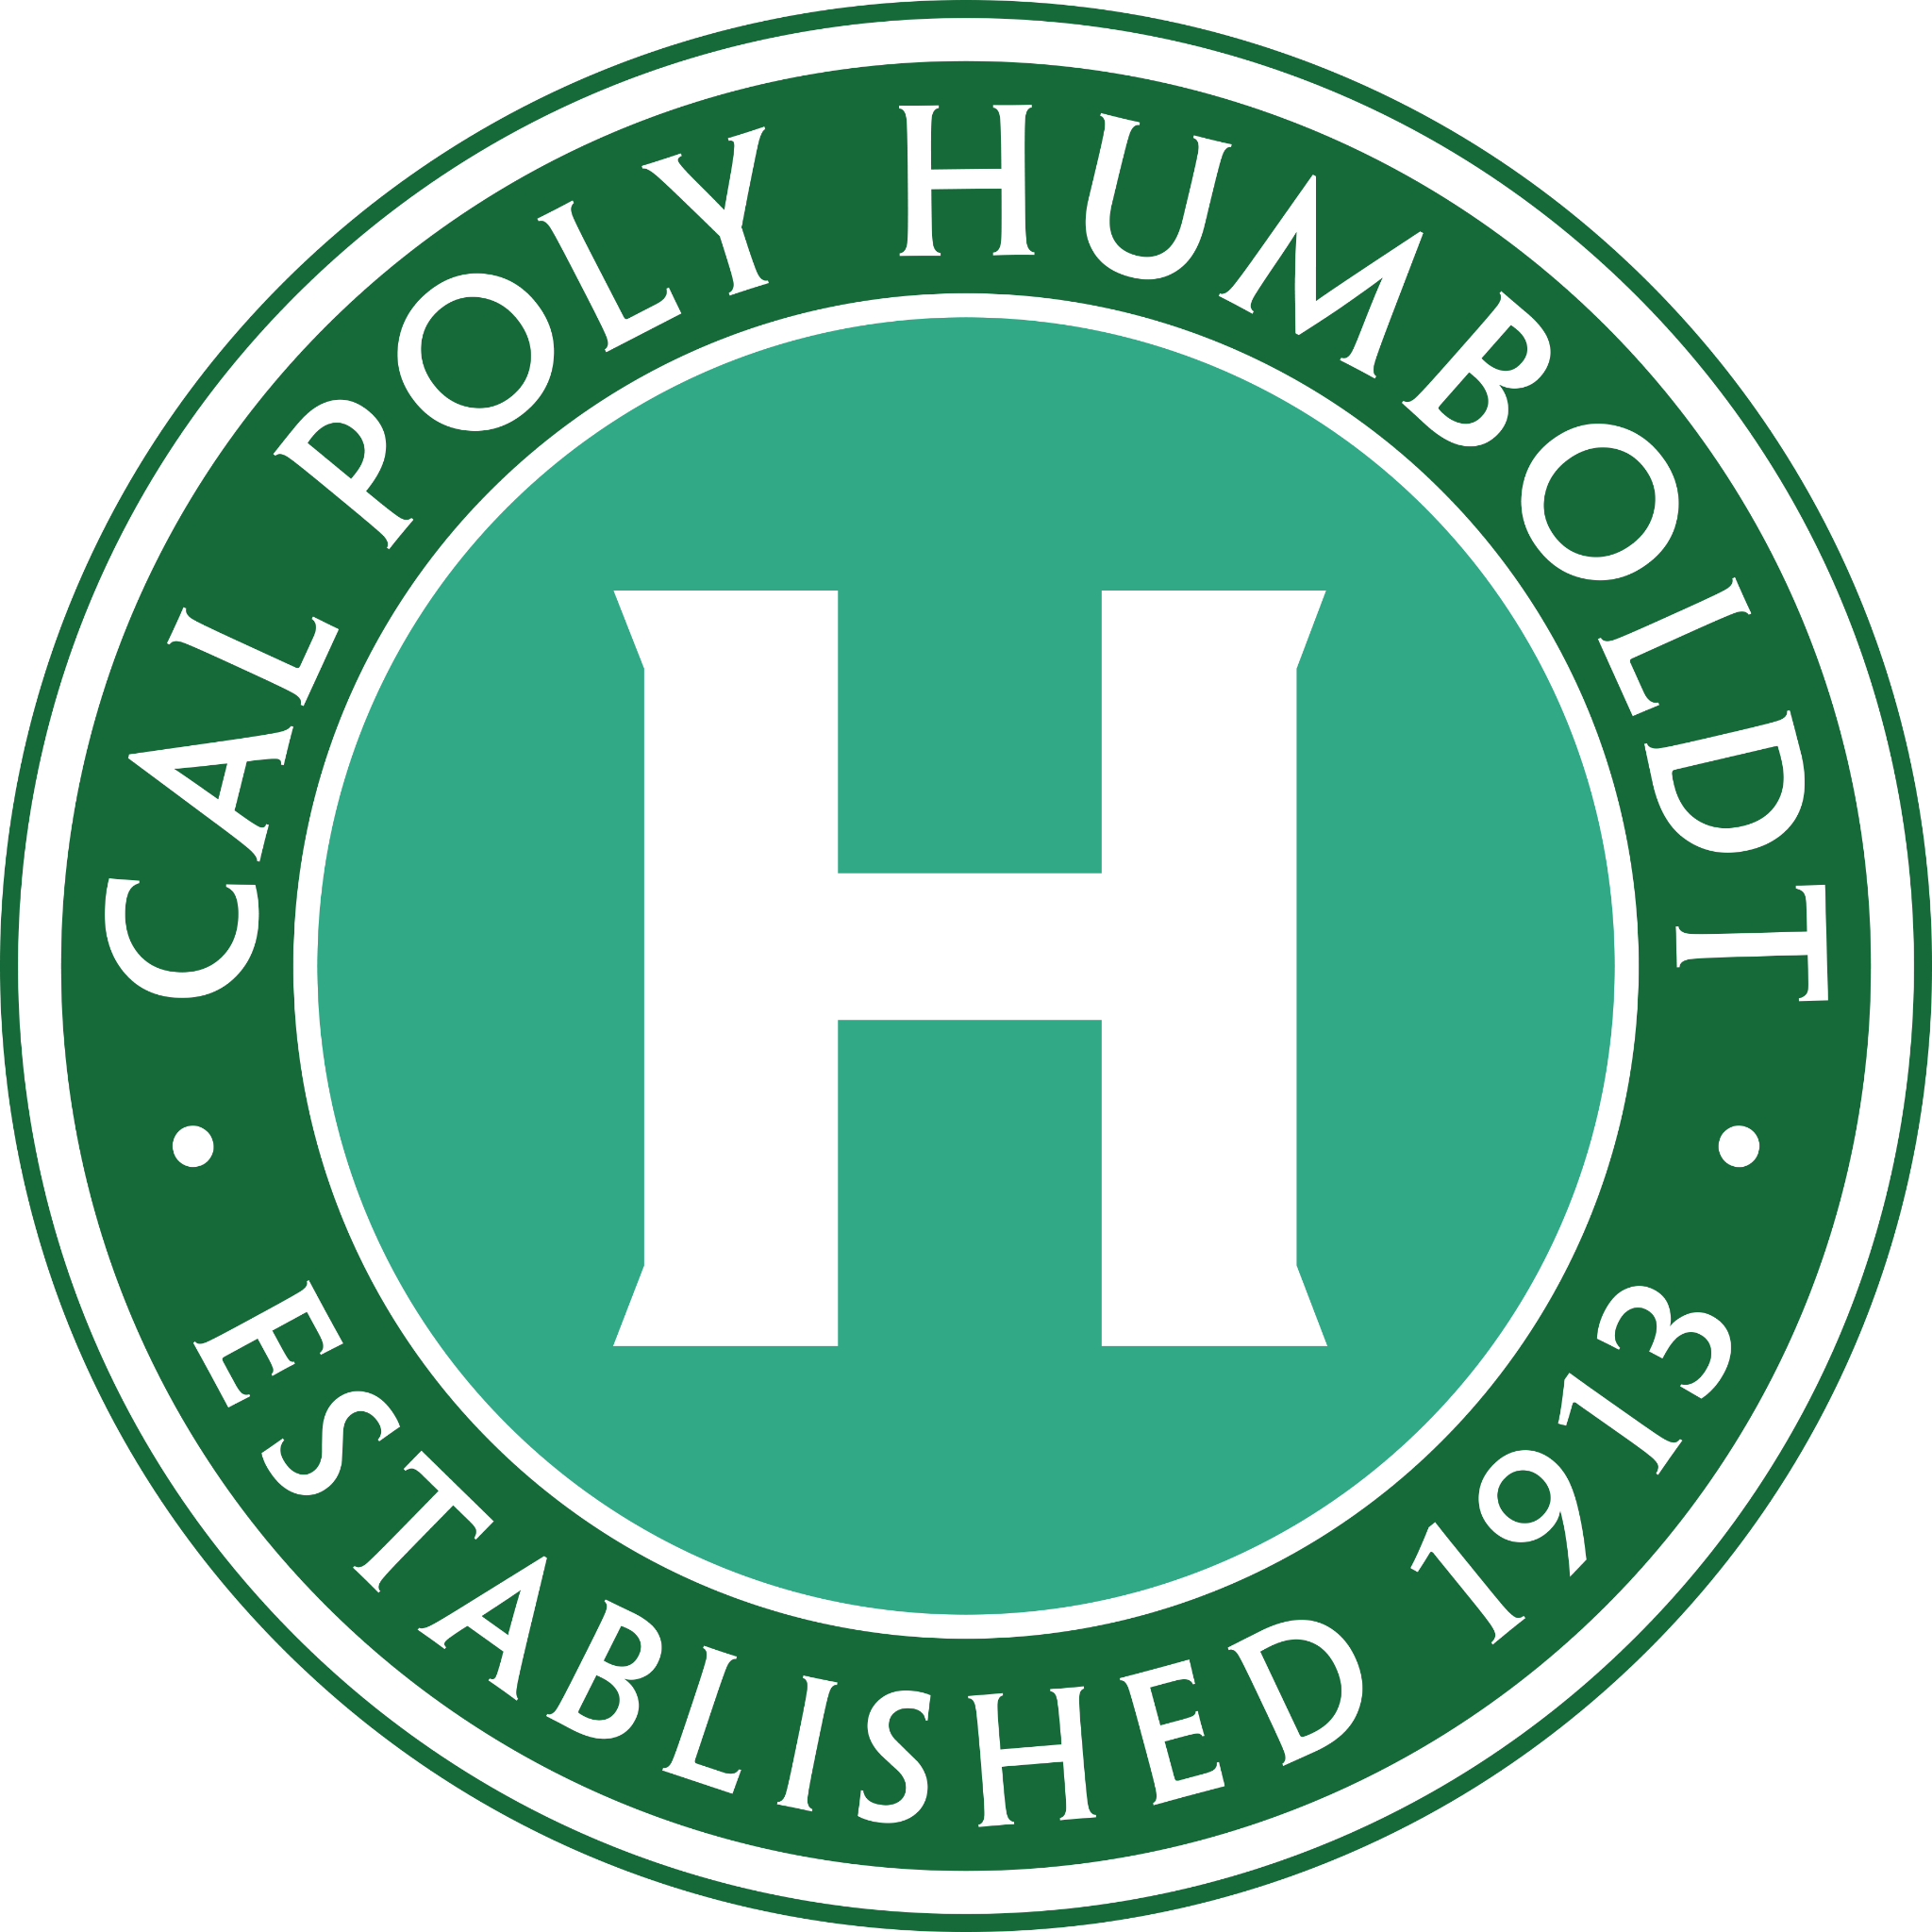 CAL POLY HUMBOLDT
H
• ESTABLISHED 1913 •